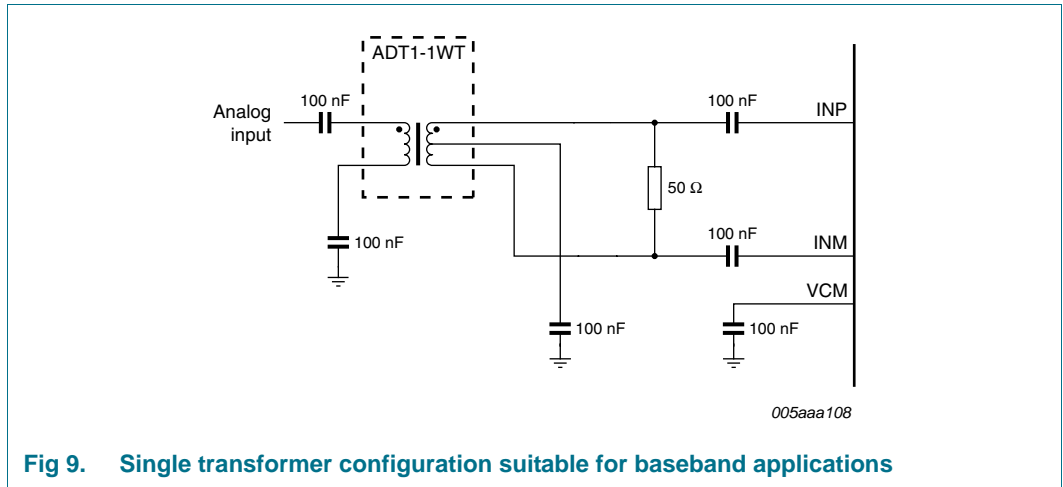 ADT1-1WT
Analog
input
100 nF
100 nF
INP
50 Ω
100 nF
100 nF
INM
VCM
100 nF
100 nF
005aaa108
Fig 9. Single transformer configuration suitable for baseband applications